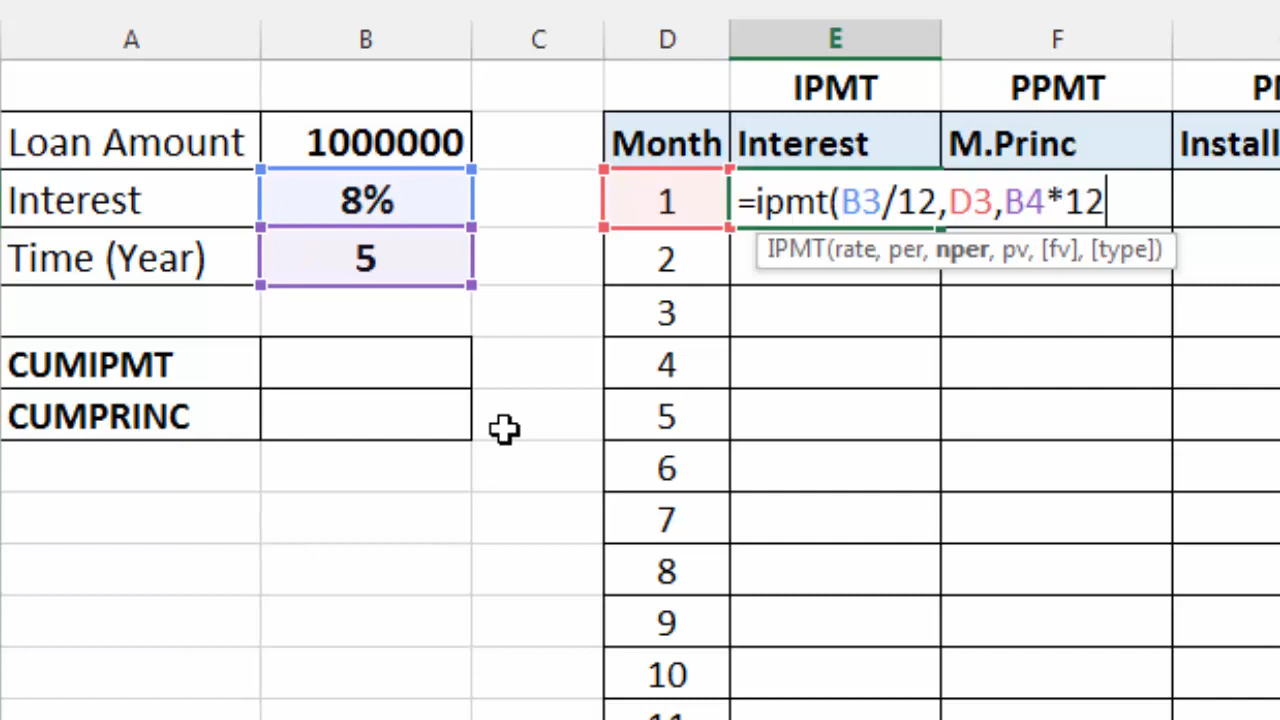 A B C D E F
IPMT PPMT
Loan Amount 1000000 Month Interest M.Princ Install
Interest 8% 1 =ipmt(B3/12,D3,B4*12
IPMT(rate, per, nper, pv, [fv], [type])
Time (Year) 5 2
3
CUMIPMT 4
CUMPRINC 5
6
7
8
9
10
11